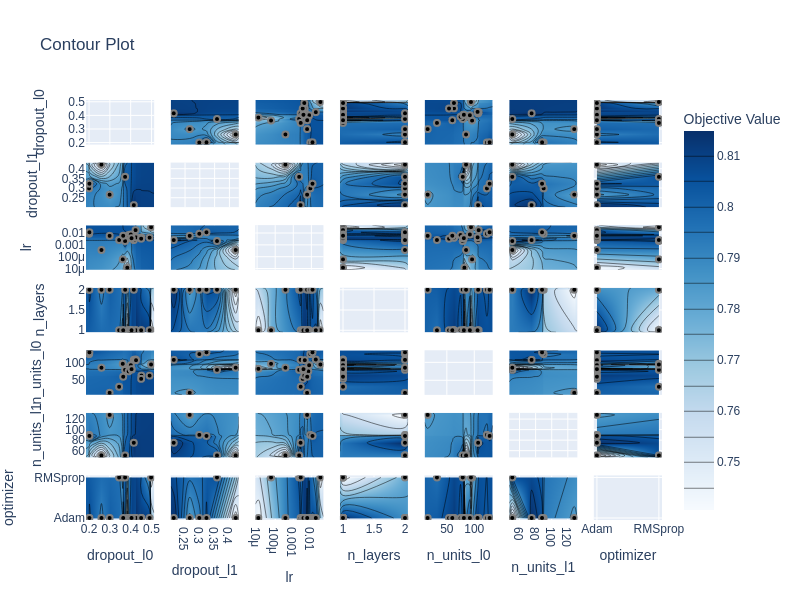 Contour Plot
Objective Value
dropout_l0
0.5
0.4
0.3
0.2
dropout_l1
0.4
0.35
0.3
0.25
lr
0.01
0.001
100μ
10μ
n_layers
2
1.5
1
n_units_l0
100
50
n_units_l1
120
100
80
60
optimizer
RMSprop
Adam
0.81
0.8
0.79
0.78
0.77
0.76
0.75
0.2 0.3 0.4 0.5
0.25 0.3 0.35 0.4
10μ 100μ 0.001 0.01
1 1.5 2
50 100
60 80 100 120
Adam RMSprop
dropout_l0
dropout_l1
lr
n_layers
n_units_l0
n_units_l1
optimizer